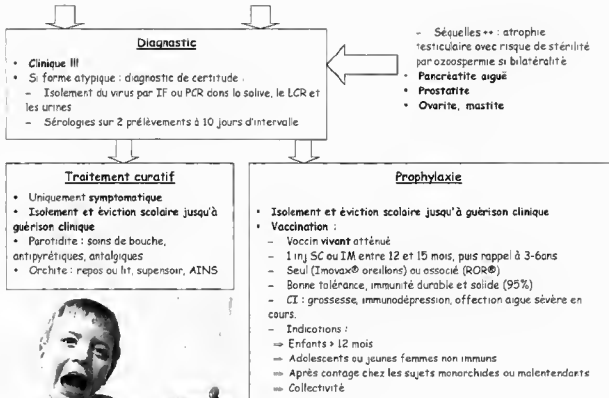 Diagnostic
• Clinique !!!
• Si forme atypique : diagnostic de certitude :
– Isolement du virus par IF ou PCR dans la salive, le LCR et
les urines
– Sérologies sur 2 prélèvements à 10 jours d'intervalle
– Séquelles ++ : atrophie
testiculaire avec risque de stérilité
par azoospermie si bilatéralité
• Pancréatite aiguë
• Prostatite
• Ovarite, mastite
Traitement curatif
• Uniquement symptomatique
• Isolement et éviction scolaire jusqu'à
guérison clinique
• Parotidite : soins de bouche,
antipyrétiques, antalgiques
• Orchite : repos au lit, supensoir, AINS
Prophylaxie
• Isolement et éviction scolaire jusqu'à guérison clinique
• Vaccination :
– Vaccin vivant atténué
– 1 inj SC ou IM entre 12 et 15 mois, puis rappel à 3-6ans
– Seul (Imovax® oreillons) ou associé (ROR®)
– Bonne tolérance, immunité durable et solide (95%)
– CI : grossesse, immunodépression, affection aigue sévère en
cours.
– Indications :
⇒ Enfants > 12 mois
⇒ Adolescents ou jeunes femmes non immuns
⇒ Après contage chez les sujets monorchides ou malentendants
⇒ Collectivité